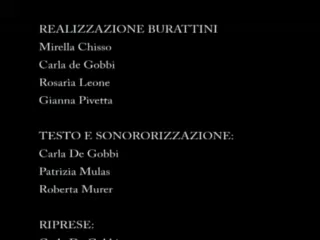 REALIZZAZIONE BURATTINI
Mirella Chisso
Carla de Gobbi
Rosaria Leone
Gianna Pivetta
TESTO E SONORORIZZAZIONE:
Carla De Gobbi
Patrizia Mulas
Roberta Murer
RIPRESE: